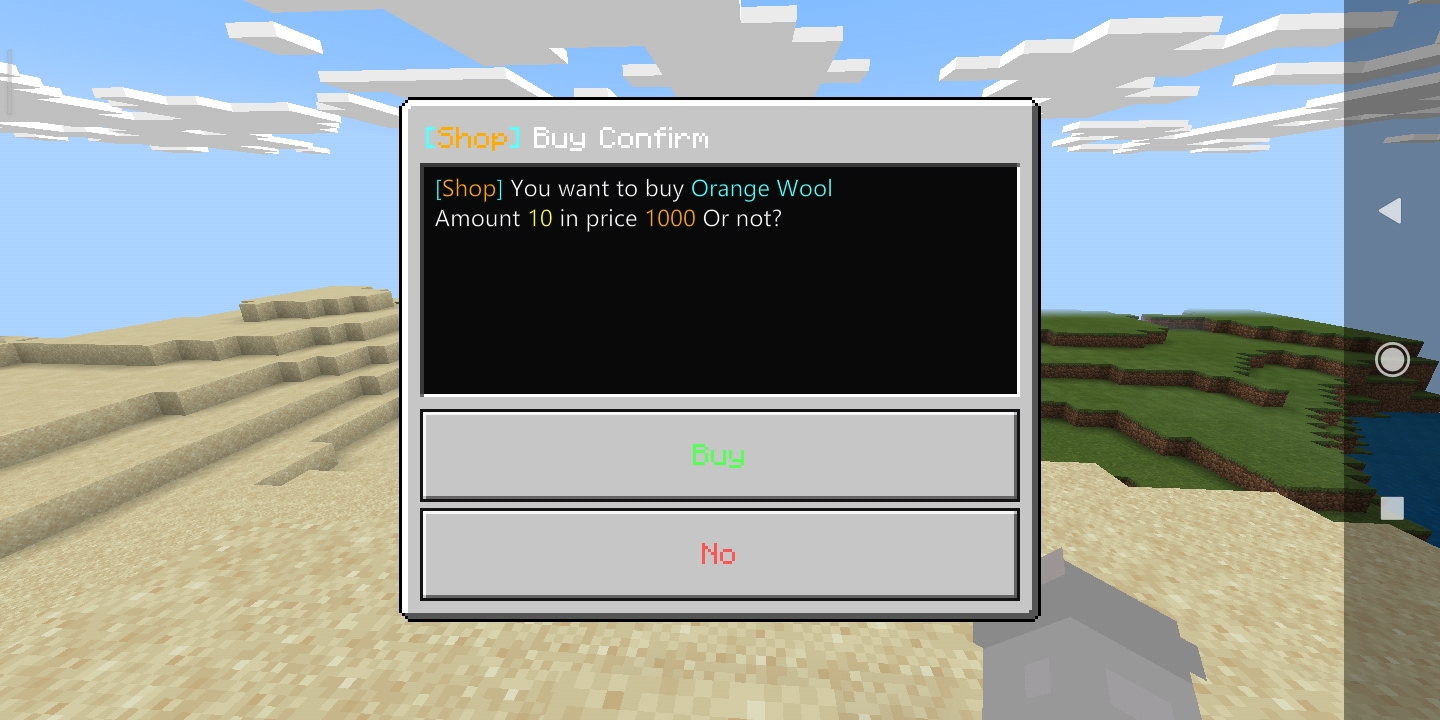 [Shop] Buy Confirm
[Shop] You want to buy Orange Wool
Amount 10 in price 1000 Or not?
Buy
No